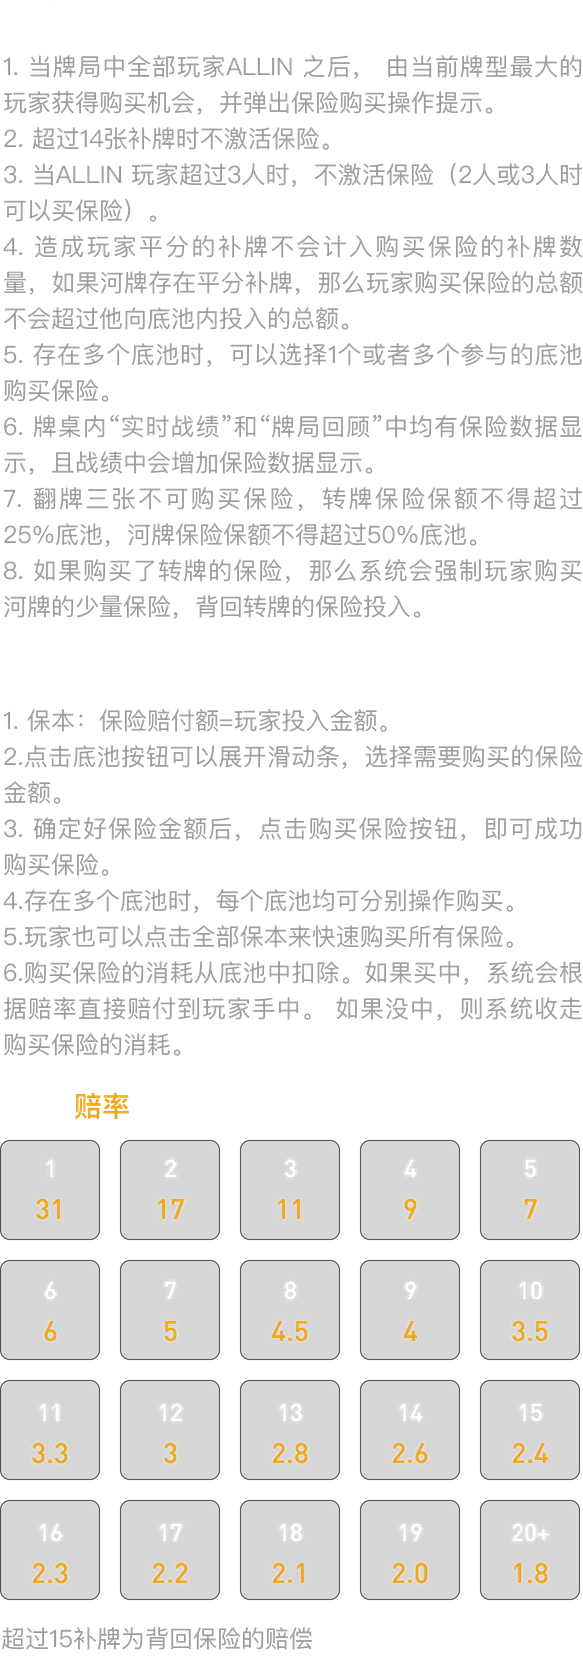 1. 当牌局中全部玩家ALLIN 之后， 由当前牌型最大的
玩家获得购买机会，并弹出保险购买操作提示。
2. 超过14张补牌时不激活保险。
3. 当ALLIN 玩家超过3人时，不激活保险（2人或3人时
可以买保险）。
4. 造成玩家平分的补牌不会计入购买保险的补牌数
量，如果河牌存在平分补牌，那么玩家购买保险的总额
不会超过他向底池内投入的总额。
5. 存在多个底池时，可以选择1个或者多个参与的底池
购买保险。
6. 牌桌内“实时战绩”和“牌局回顾”中均有保险数据显
示，且战绩中会增加保险数据显示。
7. 翻牌三张不可购买保险，转牌保险保额不得超过
25%底池，河牌保险保额不得超过50%底池。
8. 如果购买了转牌的保险，那么系统会强制玩家购买
河牌的少量保险，背回转牌的保险投入。
1. 保本：保险赔付额=玩家投入金额。
2.点击底池按钮可以展开滑动条，选择需要购买的保险
金额。
3. 确定好保险金额后，点击购买保险按钮，即可成功
购买保险。
4.存在多个底池时，每个底池均可分别操作购买。
5.玩家也可以点击全部保本来快速购买所有保险。
6.购买保险的消耗从底池中扣除。如果买中，系统会根
据赔率直接赔付到玩家手中。 如果没中，则系统收走
购买保险的消耗。
赔率
1 2 3 4 5
31 17 11 9 7
6 7 8 9 10
6 5 4.5 4 3.5
11 12 13 14 15
3.3 3 2.8 2.6 2.4
16 17 18 19 20+
2.3 2.2 2.1 2.0 1.8
超过15补牌为背回保险的赔偿